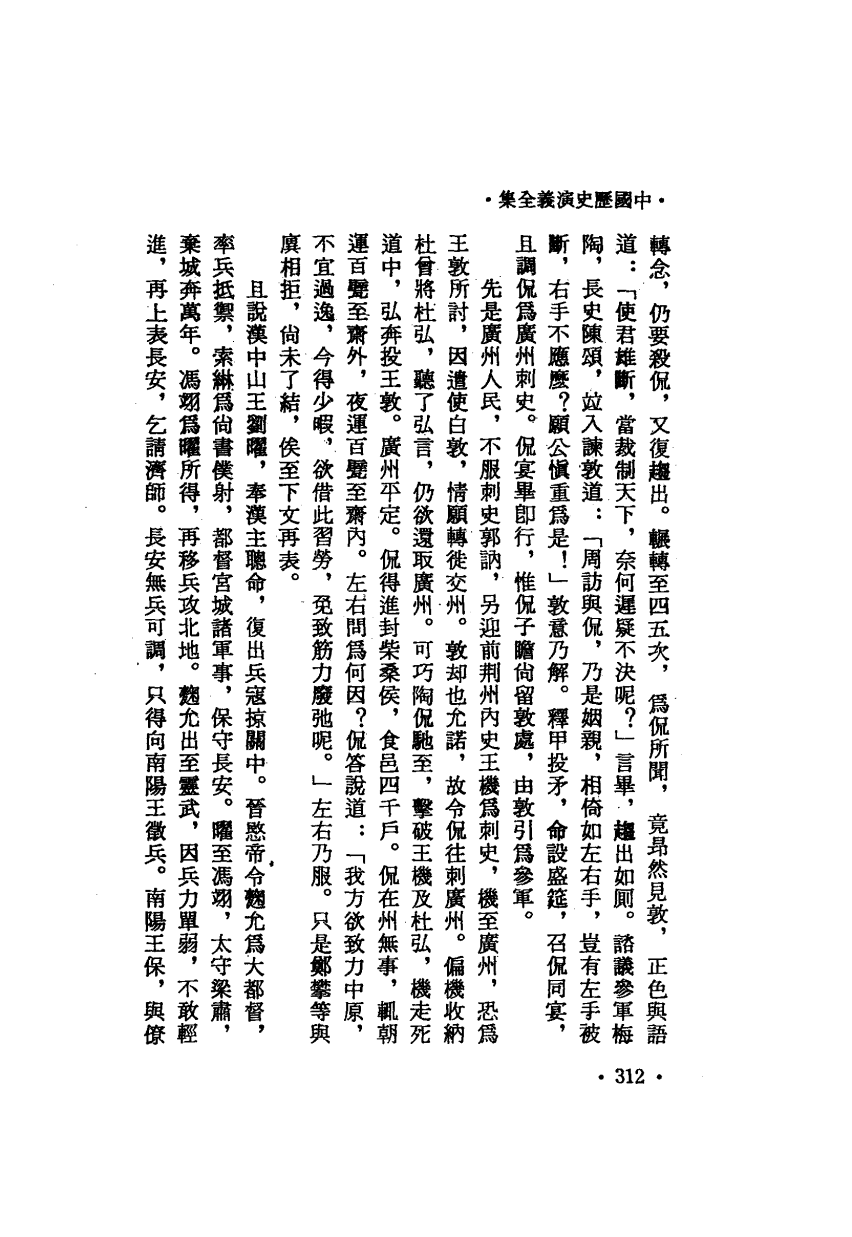 ·中國歷史演義全集·
轉念，仍要殺侃，又復趨出。輾轉至四五次，爲侃所聞，竟昂然見敦，正色與語
道：「使君雄斷，當裁制天下，奈何遲疑不決呢？」言畢，趨出如厠。諮議參軍梅
陶，長史陳頒，竝入諫敦道：「周訪與侃，乃是姻親，相倚如左右手，豈有左手被
斷，右手不應麼？願公愼重爲是！」敦意乃解。釋甲投矛，命設盛筵，召侃同宴，
且調侃爲廣州刺史。侃宴畢卽行，惟侃子瞻尙留敦處，由敦引爲參軍。
先是廣州人民，不服刺史郭訥，另迎前荆州內史王機爲刺史，機至廣州，恐爲
王敦所討，因遣使白敦，情願轉徙交州。敦却也允諾，故令侃往刺廣州。偏機收納
杜曾將杜弘，聽了弘言，仍欲還取廣州。可巧陶侃馳至，擊破王機及杜弘，機走死
道中，弘奔投王敦。廣州平定。侃得進封柴桑侯，食邑四千戶。侃在州無事，輒朝
運百甓至齋外，夜運百甓至齋內。左右問爲何因？侃答說道：「我方欲致力中原，
不宜過逸，今得少暇，欲借此習勞，免致筋力廢弛呢。」左右乃服。只是鄭攀等與
廙相拒，尙未了結，俟至下文再表。
且說漢中山王劉曜，奉漢主聰命，復出兵寇掠關中。晉愍帝令麴允爲大都督，
率兵抵禦，索綝爲尙書僕射，都督宮城諸軍事，保守長安。曜至馮翊，太守梁肅，
棄城奔萬年。馮翊爲曜所得，再移兵攻北地。麴允出至靈武，因兵力單弱，不敢輕
進，再上表長安，乞請濟師。長安無兵可調，只得向南陽王徵兵。南陽王保，與僚
·312·